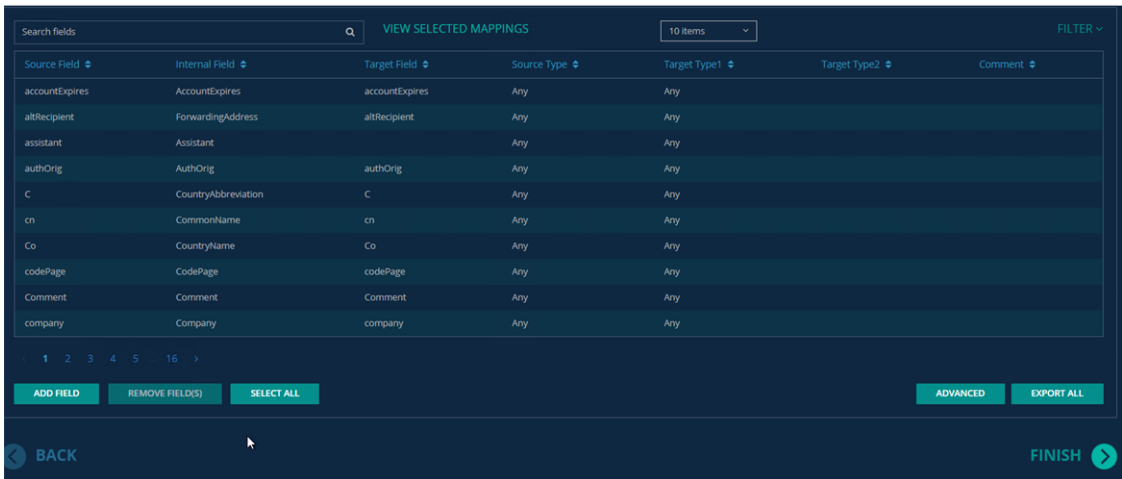 Search fields VIEW SELECTED MAPPINGS 10 items FILTER
Source Field Internal Field Target Field Source Type Target Type1 Target Type2 Comment
accountExpires AccountExpires accountExpires Any Any
altRecipient ForwardingAddress altRecipient Any Any
assistant Assistant Any Any
authOrig AuthOrig authOrig Any Any
C CountryAbbreviation C Any Any
cn CommonName cn Any Any
Co CountryName Co Any Any
codePage CodePage codePage Any Any
Comment Comment Comment Any Any
company Company company Any Any
1 2 3 4 5 ... 16
ADD FIELD REMOVE FIELD(S) SELECT ALL ADVANCED EXPORT ALL
BACK FINISH